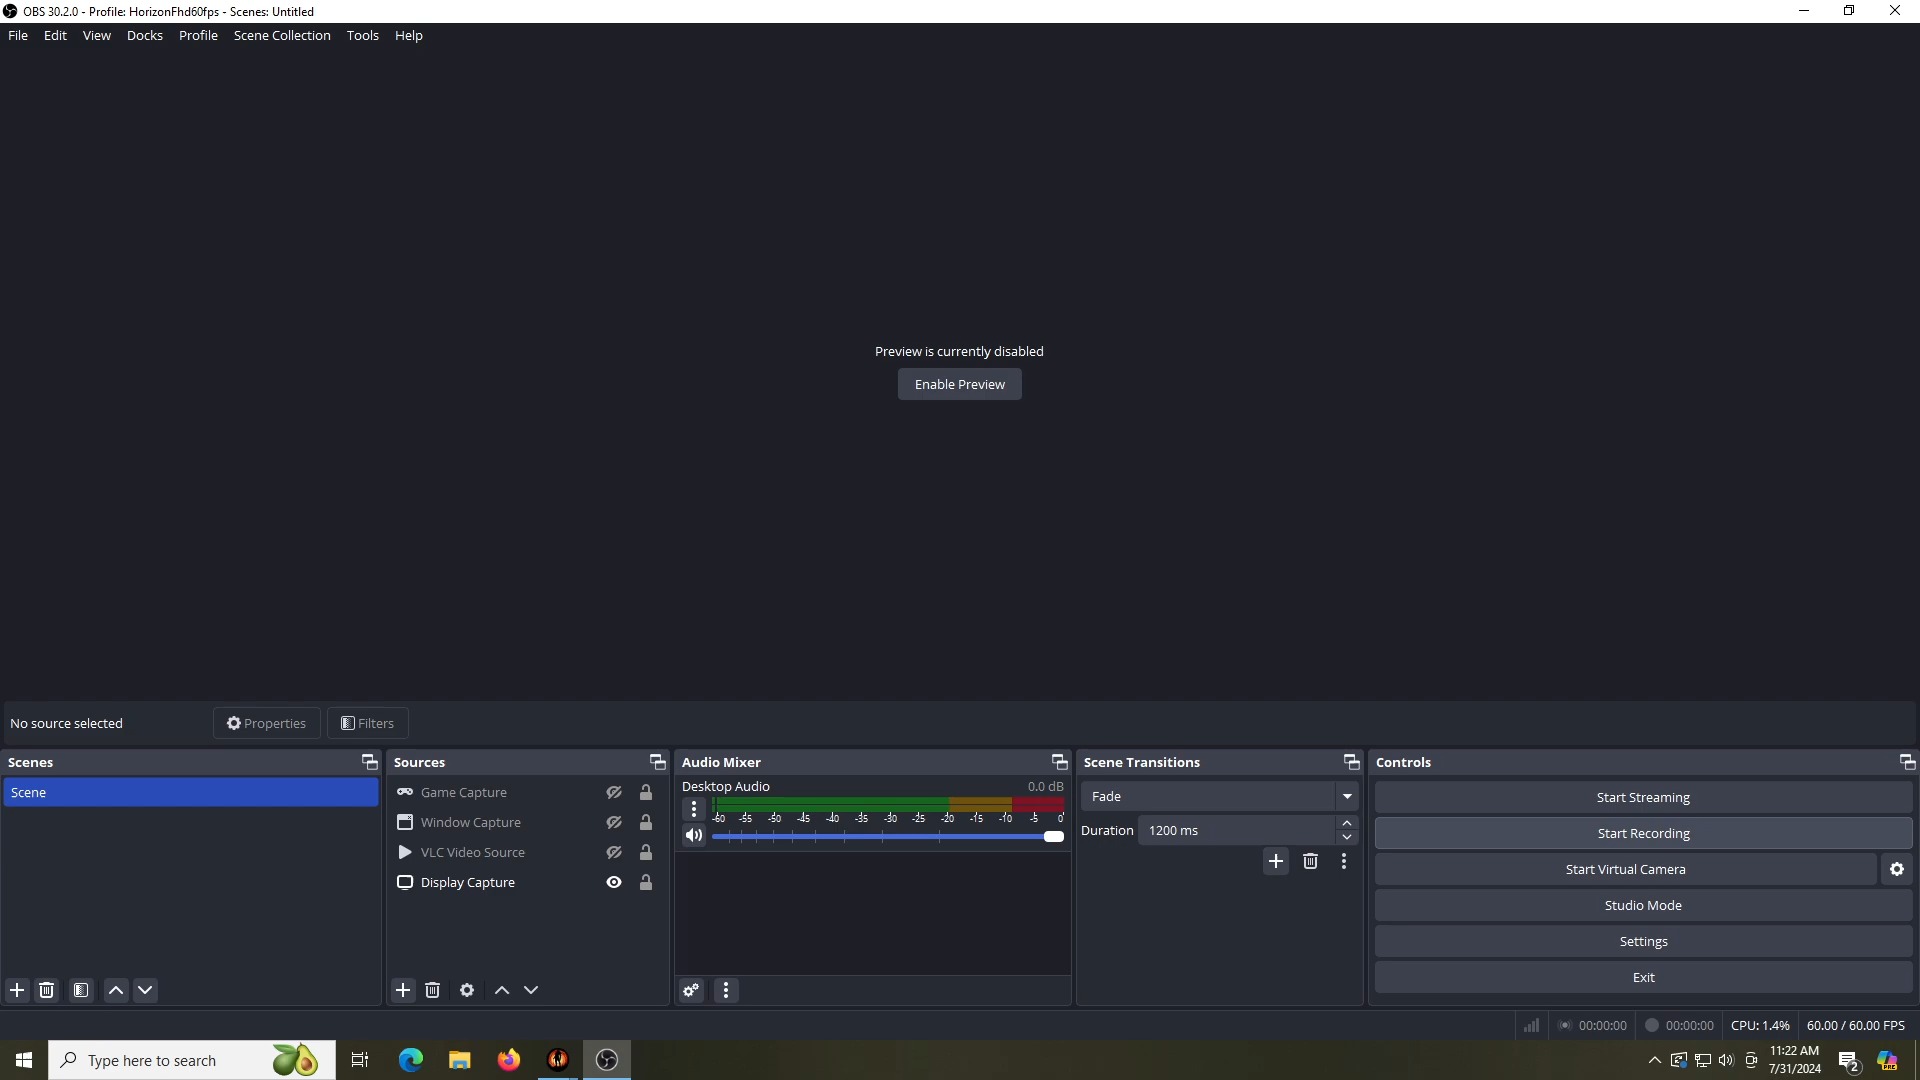 OBS 30.2.0 - Profile: HorizonFhd60fps - Scenes: Untitled
File Edit View Docks Profile Scene Collection Tools Help
Preview is currently disabled
Enable Preview
No source selected Properties Filters
Scenes
Scene
Sources
Game Capture
Window Capture
VLC Video Source
Display Capture
Audio Mixer
Desktop Audio 0.0 dB
-60 -55 -50 -45 -40 -35 -30 -25 -20 -15 -10 -5 0
Scene Transitions
Fade
Duration 1200 ms
Controls
Start Streaming
Start Recording
Start Virtual Camera
Studio Mode
Settings
Exit
00:00:00 00:00:00 CPU: 1.4% 60.00 / 60.00 FPS
Type here to search
11:22 AM
7/31/2024
2
PRE